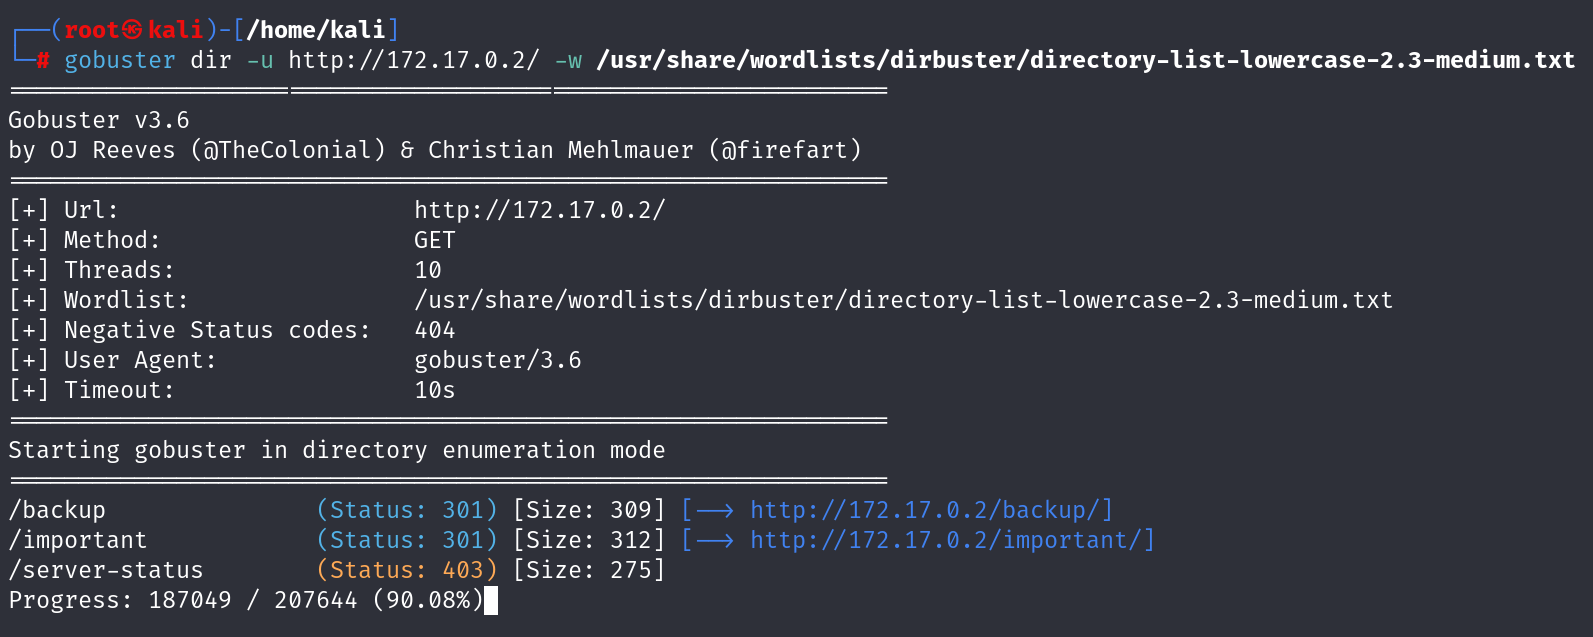 ┌──(root㉿kali)-[/home/kali]
└─# gobuster dir -u http://172.17.0.2/ -w /usr/share/wordlists/dirbuster/directory-list-lowercase-2.3-medium.txt
===============================================================
Gobuster v3.6
by OJ Reeves (@TheColonial) & Christian Mehlmauer (@firefart)
===============================================================
[+] Url:                     http://172.17.0.2/
[+] Method:                  GET
[+] Threads:                 10
[+] Wordlist:                /usr/share/wordlists/dirbuster/directory-list-lowercase-2.3-medium.txt
[+] Negative Status codes:   404
[+] User Agent:              gobuster/3.6
[+] Timeout:                 10s
===============================================================
Starting gobuster in directory enumeration mode
===============================================================
/backup               (Status: 301) [Size: 309] [--> http://172.17.0.2/backup/]
/important            (Status: 301) [Size: 312] [--> http://172.17.0.2/important/]
/server-status        (Status: 403) [Size: 275]
Progress: 187049 / 207644 (90.08%)